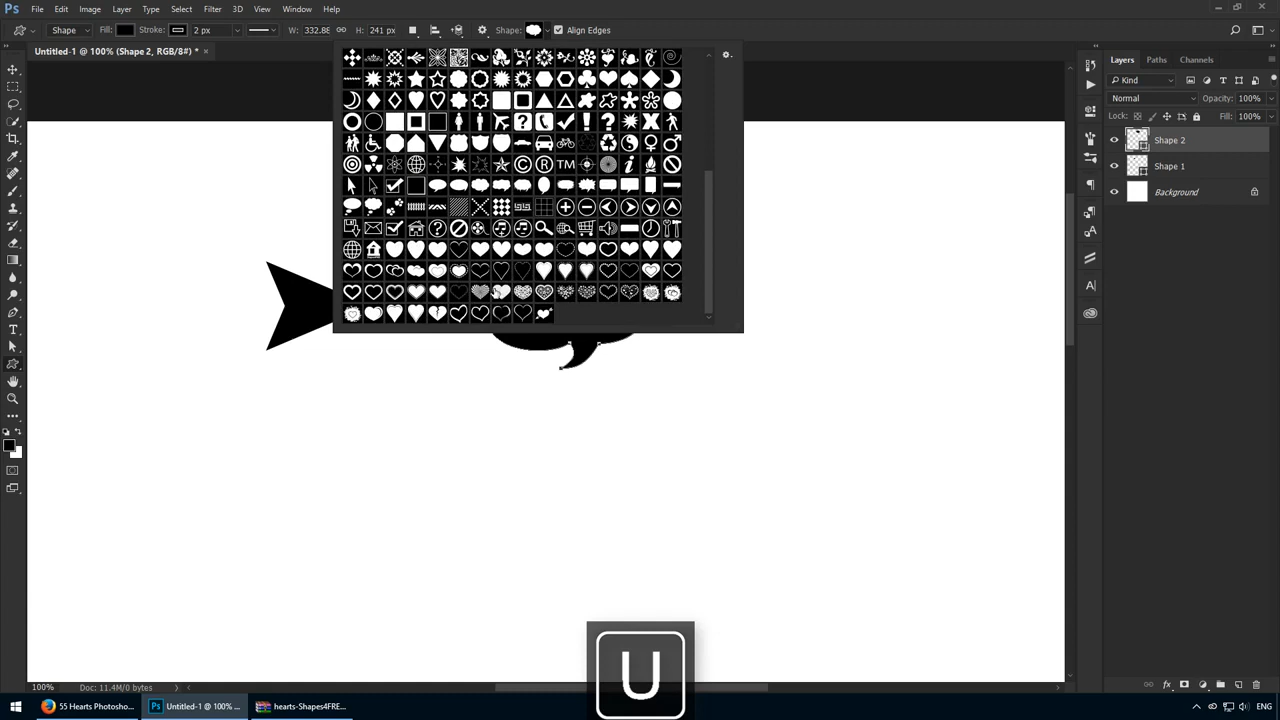 Ps File Edit Image Layer Type Select Filter 3D View Window Help
Shape Fill: Stroke: 2 px W: 332.88 H: 241 px Shape: Align Edges
Untitled-1 @ 100% (Shape 2, RGB/8#) * ×
Layers Paths Channels
Kind
Normal Opacity: 100%
Lock: Fill: 100%
Shape 2
Shape 1
Background
U
100% Doc: 11.4M/0 bytes
55 Hearts Photosho... Ps Untitled-1 @ 100% ... hearts-Shapes4FRE... ENG